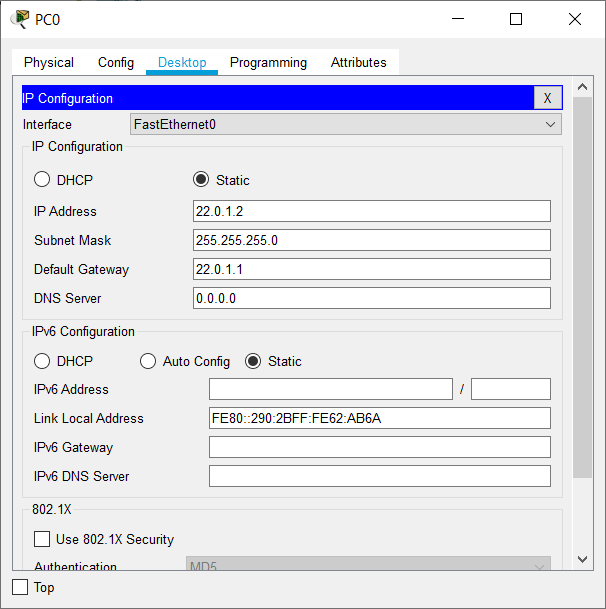 PC0
Physical Config Desktop Programming Attributes
IP Configuration X
Interface FastEthernet0
IP Configuration
DHCP Static
IP Address 22.0.1.2
Subnet Mask 255.255.255.0
Default Gateway 22.0.1.1
DNS Server 0.0.0.0
IPv6 Configuration
DHCP Auto Config Static
IPv6 Address /
Link Local Address FE80::290:2BFF:FE62:AB6A
IPv6 Gateway
IPv6 DNS Server
802.1X
Use 802.1X Security
Authentication MD5
Top